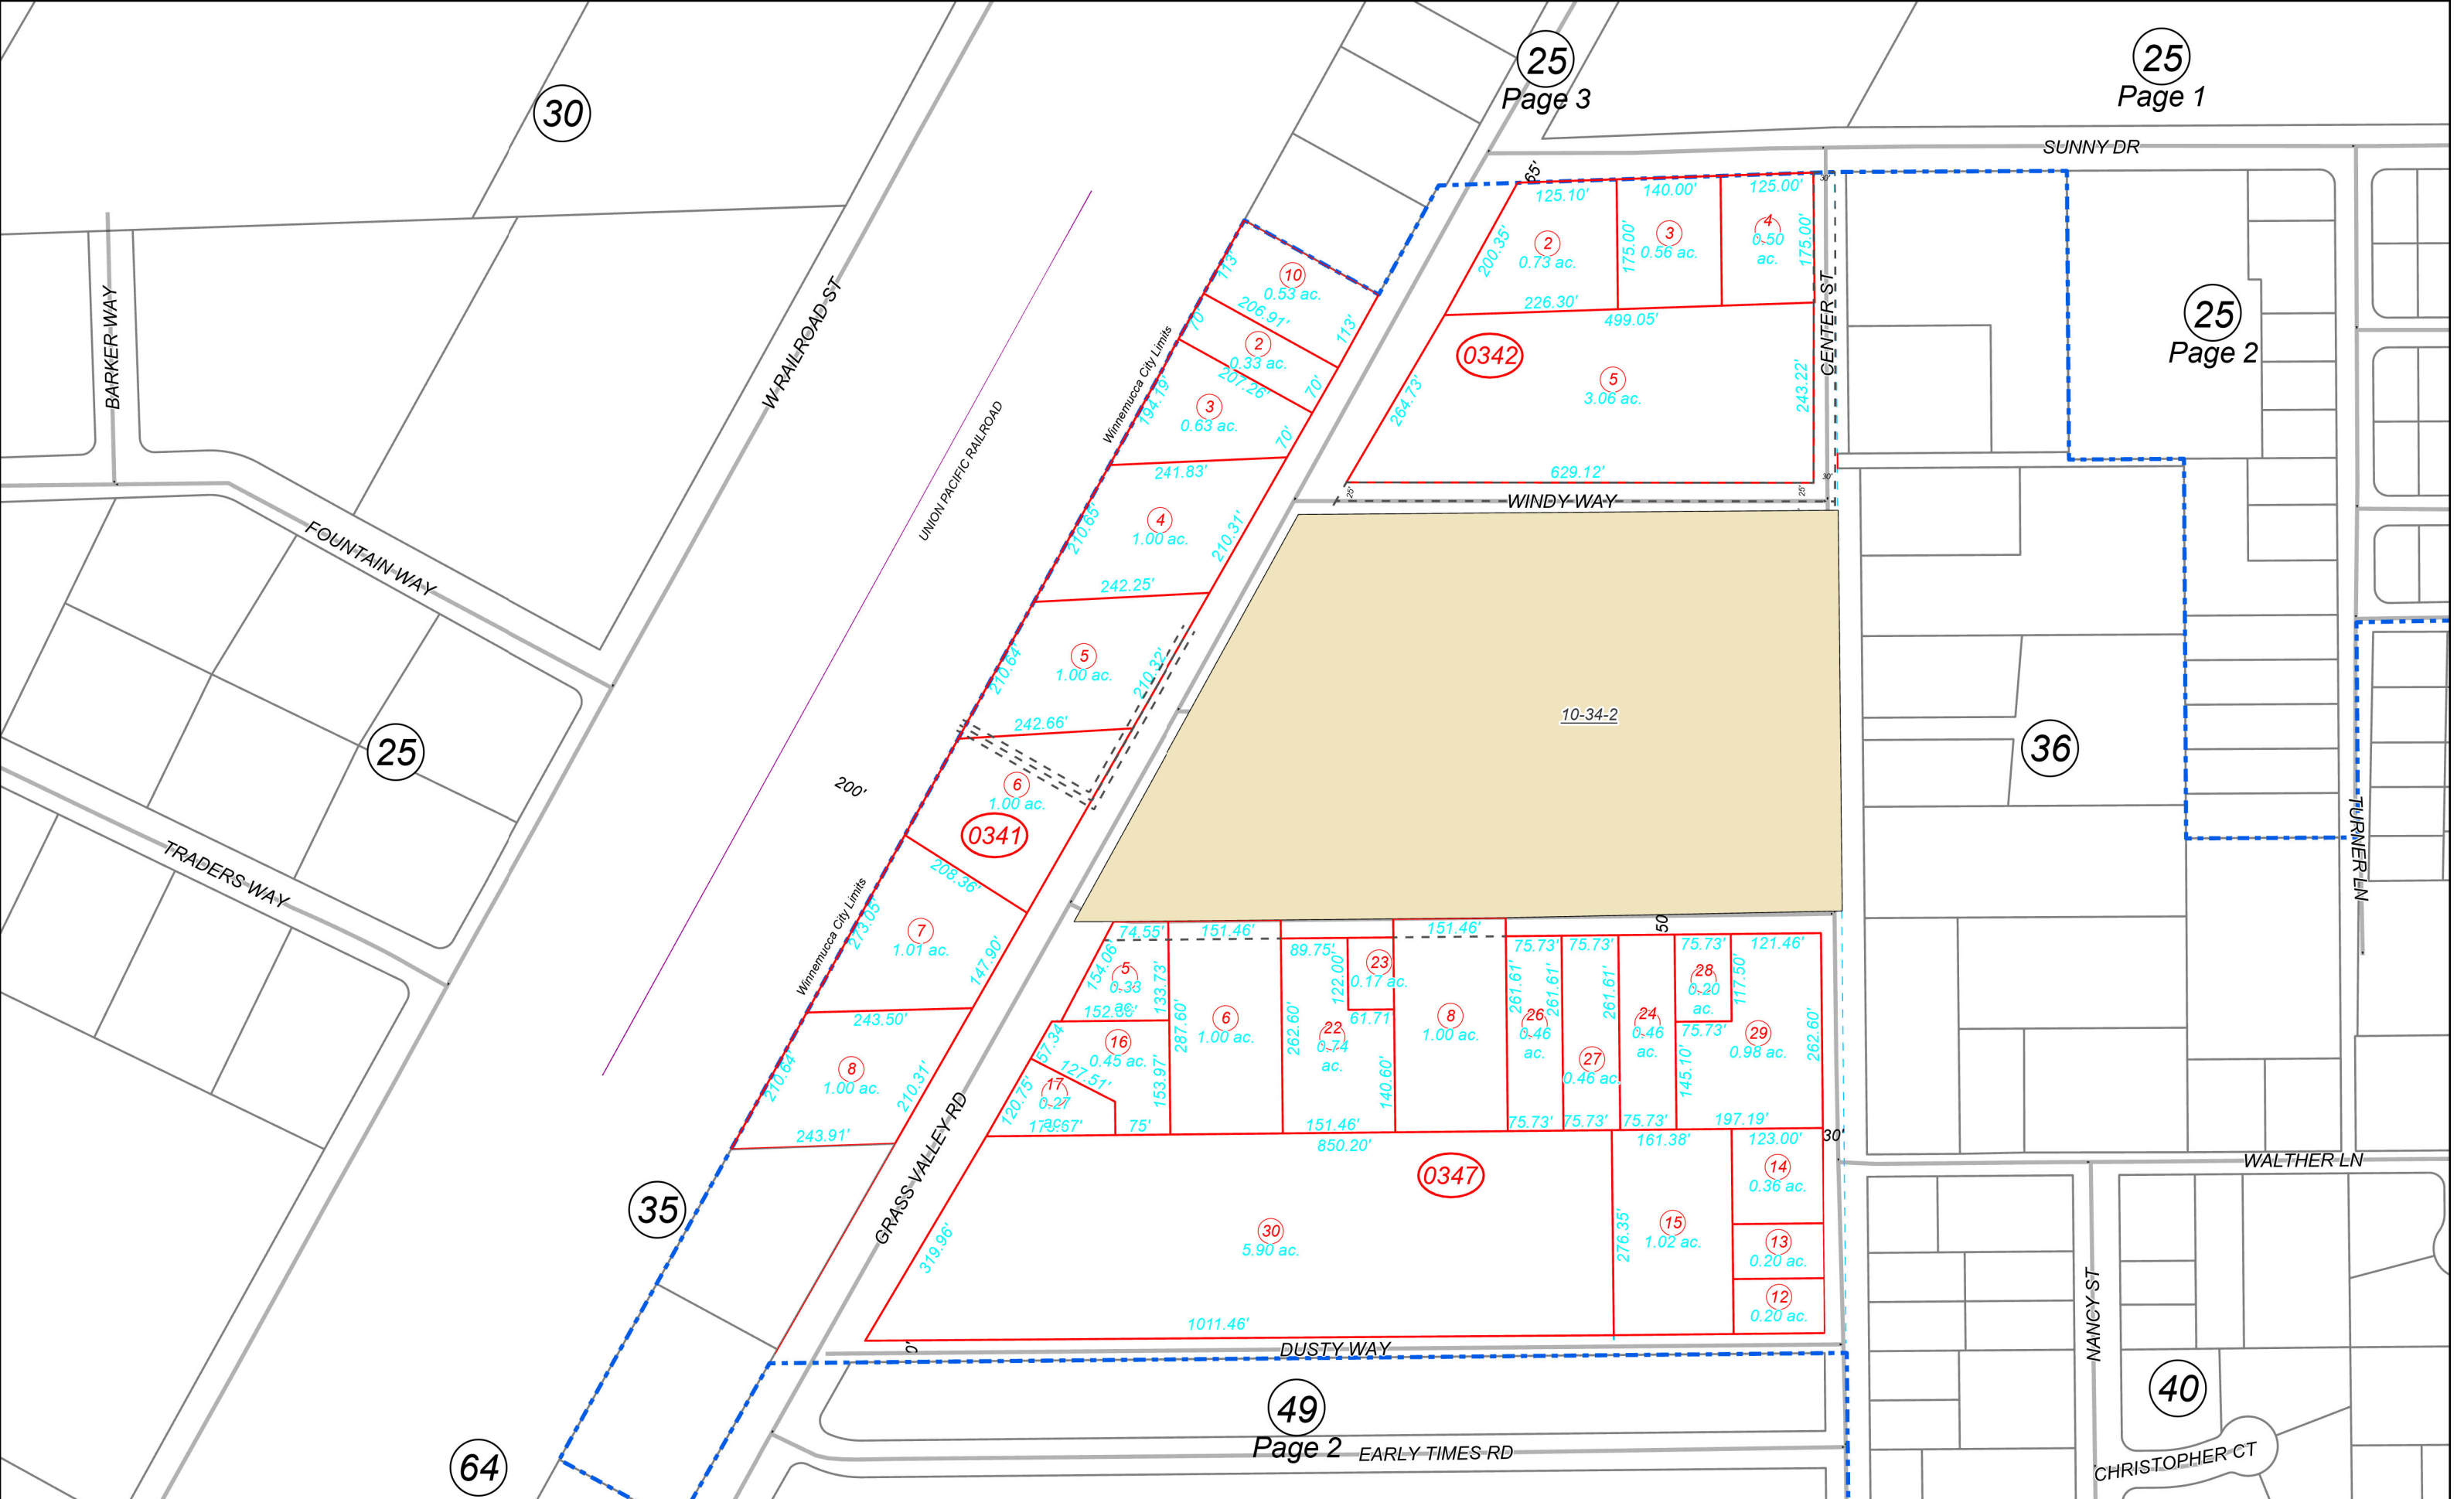 30
25
Page 3
25
Page 1
SUNNY DR
65'
125.10'
140.00'
125.00'
30'
200.35'
2
0.73 ac.
175.00'
3
0.56 ac.
4
0.50
ac.
175.00'
226.30'
499.05'
0342
5
3.06 ac.
264.73'
243.22'
629.12'
CENTER ST
30'
25'
25'
WINDY WAY
25
Page 2
BARKER WAY
W RAILROAD ST
FOUNTAIN WAY
25
TRADERS WAY
UNION PACIFIC RAILROAD
Winnemucca City Limits
200'
Winnemucca City Limits
113'
10
0.53 ac.
206.91'
113'
70'
2
0.33 ac.
207.26'
70'
194.19'
3
0.63 ac.
70'
241.83'
210.65'
4
1.00 ac.
210.31'
242.25'
210.64'
5
1.00 ac.
210.32'
242.66'
6
1.00 ac.
0341
208.36'
273.05'
7
1.01 ac.
147.90'
243.50'
210.64'
8
1.00 ac.
210.31'
243.91'
GRASS VALLEY RD
10-34-2
36
TURNER LN
50
74.55'
151.46'
151.46'
154.06'
5
0.33
ac.
133.73'
152.66'
89.75'
122.00'
23
0.17 ac.
61.71'
75.73'
75.73'
75.73'
121.46'
261.61'
261.61'
261.61'
28
0.20
ac.
117.50'
57.34'
16
0.45 ac.
127.51'
153.97'
287.60'
6
1.00 ac.
262.60'
22
0.74
ac.
140.60'
8
1.00 ac.
26
0.46
ac.
27
0.46 ac.
24
0.46
ac.
75.73'
145.10'
29
0.98 ac.
262.60'
120.75'
17
0.27
ac.
75'
151.46'
75.73'
75.73'
75.73'
197.19'
850.20'
161.38'
123.00'
30'
0347
14
0.36 ac.
30
5.90 ac.
319.96'
276.35'
15
1.02 ac.
13
0.20 ac.
12
0.20 ac.
1011.46'
0'
DUSTY WAY
WALTHER LN
NANCY ST
35
64
49
Page 2
EARLY TIMES RD
40
CHRISTOPHER CT